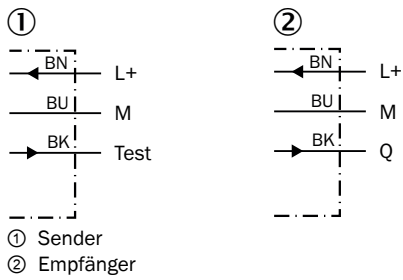 ① ②
BN L+ BN L+
BU M BU M
BK Test BK Q
① Sender
② Empfänger